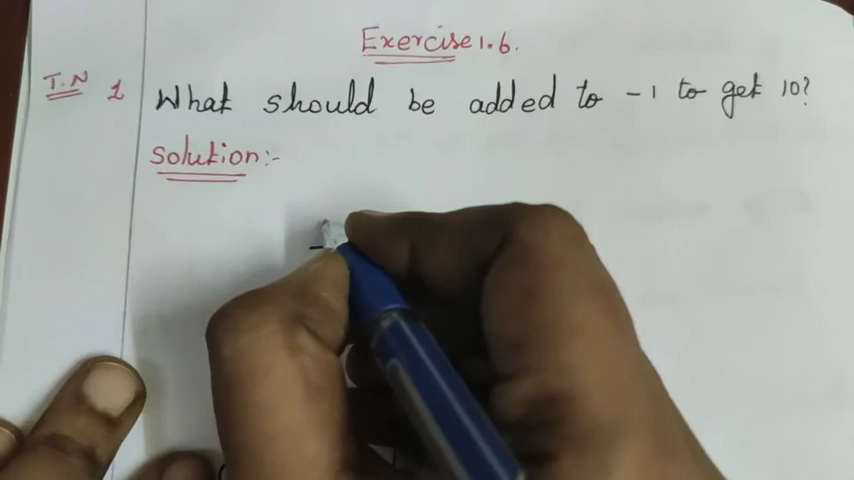 Exercise 1.6.
T.N 1 What should be added to -1 to get 10?
Solution:-
-